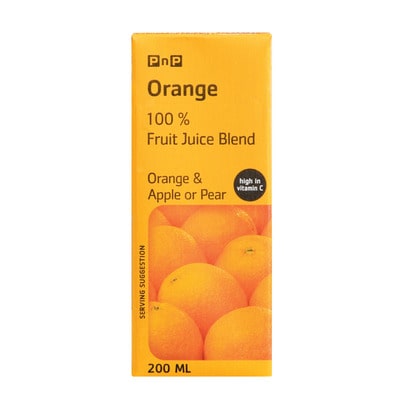 PnP
Orange
100 %
Fruit Juice Blend
Orange &
Apple or Pear
high in
vitamin C
SERVING SUGGESTION
200 ML